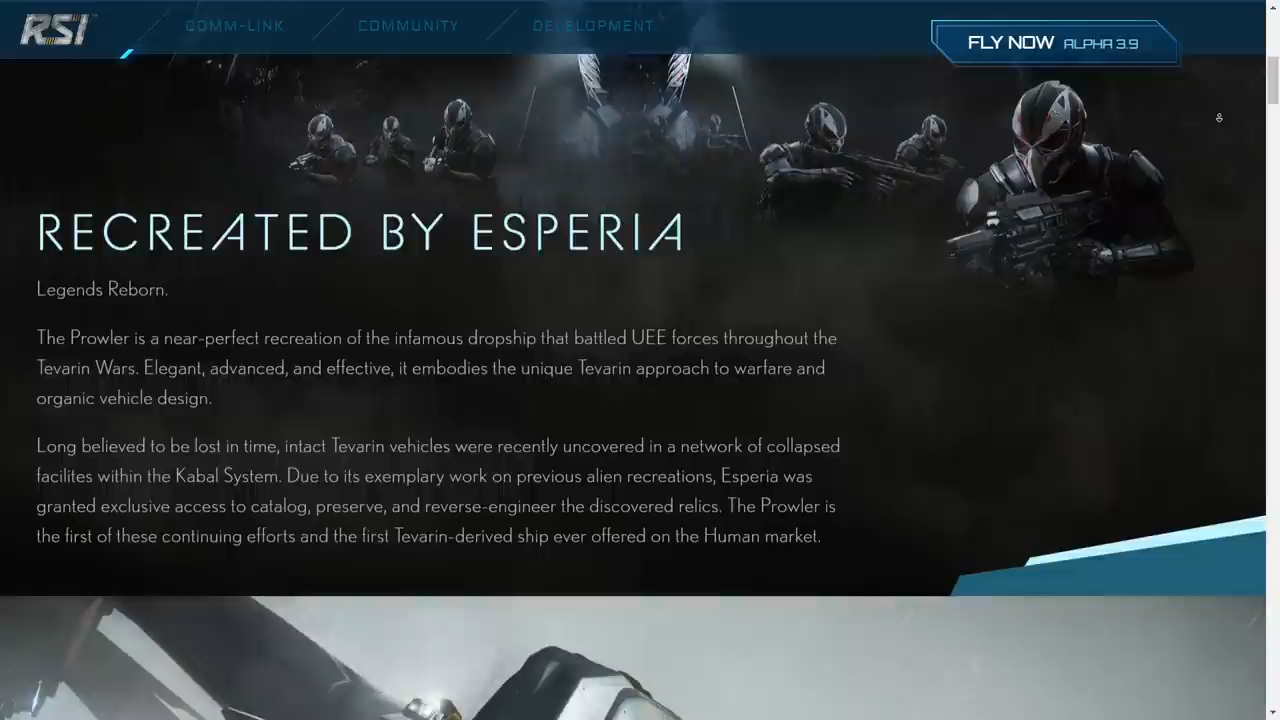 RSI
COMM-LINK
COMMUNITY
DEVELOPMENT
FLY NOW ALPHA 3.9
RECREATED BY ESPERIA
Legends Reborn.
The Prowler is a near-perfect recreation of the infamous dropship that battled UEE forces throughout the
Tevarin Wars. Elegant, advanced, and effective, it embodies the unique Tevarin approach to warfare and
organic vehicle design.
Long believed to be lost in time, intact Tevarin vehicles were recently uncovered in a network of collapsed
facilites within the Kabal System. Due to its exemplary work on previous alien recreations, Esperia was
granted exclusive access to catalog, preserve, and reverse-engineer the discovered relics. The Prowler is
the first of these continuing efforts and the first Tevarin-derived ship ever offered on the Human market.